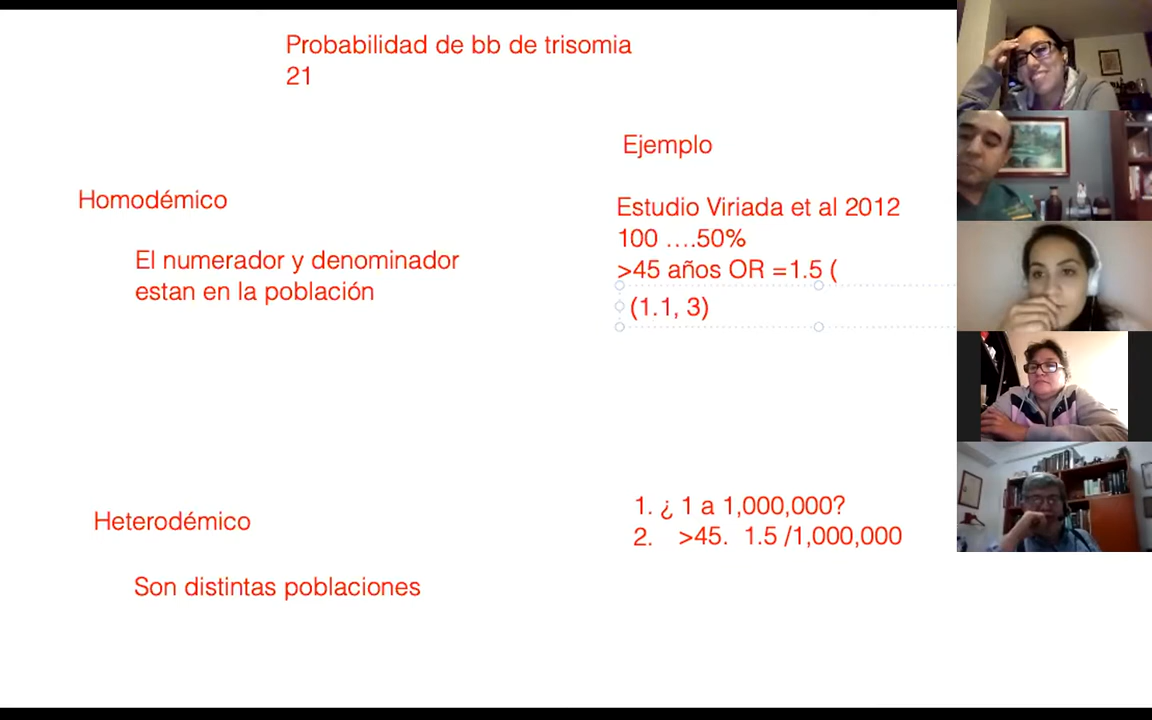 Probabilidad de bb de trisomia
21
Ejemplo
Homodémico
El numerador y denominador
estan en la población
Estudio Viriada et al 2012
100 ....50%
>45 años OR =1.5 (
(1.1, 3)
Heterodémico
Son distintas poblaciones
1. ¿ 1 a 1,000,000?
2. >45. 1.5 /1,000,000